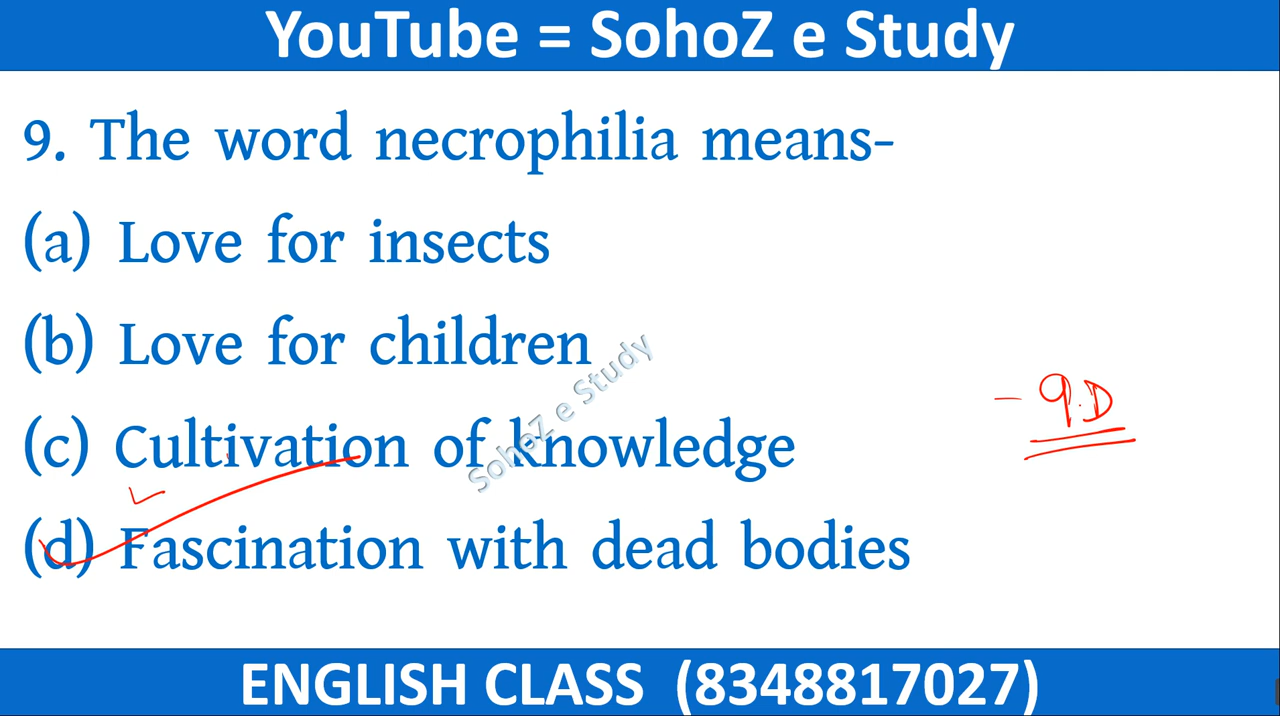 YouTube = SohoZ e Study
9. The word necrophilia means-
(a) Love for insects
(b) Love for children
(c) Cultivation of knowledge
(d) Fascination with dead bodies
SohoZ e Study
- 9.D
ENGLISH CLASS (8348817027)